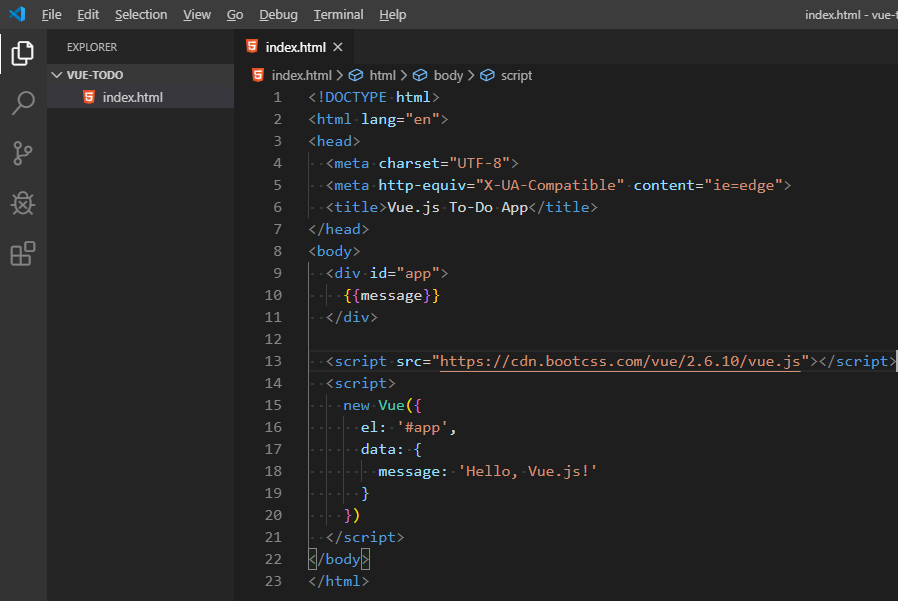 File Edit Selection View Go Debug Terminal Help index.html - vue-t
EXPLORER
index.html
VUE-TODO
index.html
index.html > html > body > script
1 <!DOCTYPE html>
2 <html lang="en">
3 <head>
4   <meta charset="UTF-8">
5   <meta http-equiv="X-UA-Compatible" content="ie=edge">
6   <title>Vue.js To-Do App</title>
7 </head>
8 <body>
9   <div id="app">
10     {{message}}
11   </div>
12
13   <script src="https://cdn.bootcss.com/vue/2.6.10/vue.js"></script>
14   <script>
15     new Vue({
16       el: '#app',
17       data: {
18         message: 'Hello, Vue.js!'
19       }
20     })
21   </script>
22 </body>
23 </html>